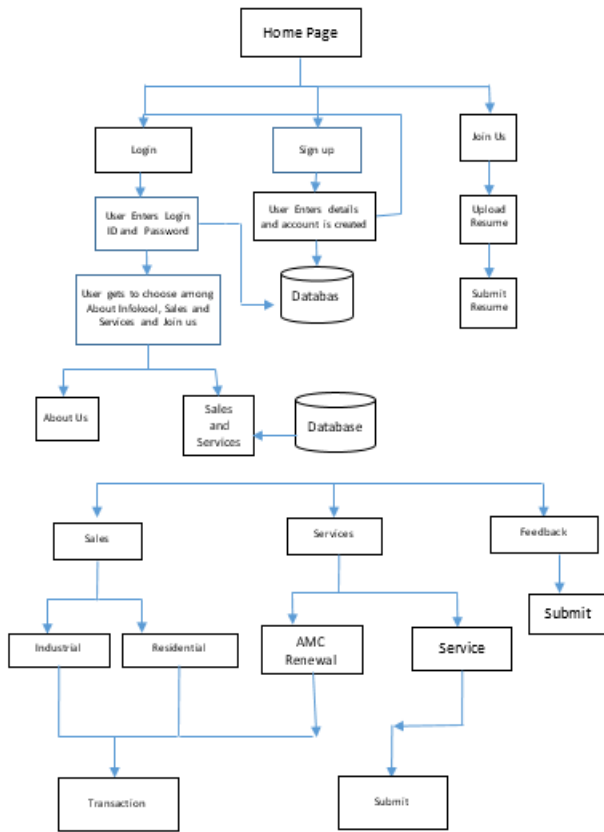 Home Page
Login
Sign up
Join Us
User Enters Login
ID and Password
User Enters details
and account is created
Upload
Resume
User gets to choose among
About Infokool, Sales and
Services and Join us
Databas
Submit
Resume
About Us
Sales
and
Services
Database
Sales
Services
Feedback
Submit
Industrial
Residential
AMC
Renewal
Service
Transaction
Submit